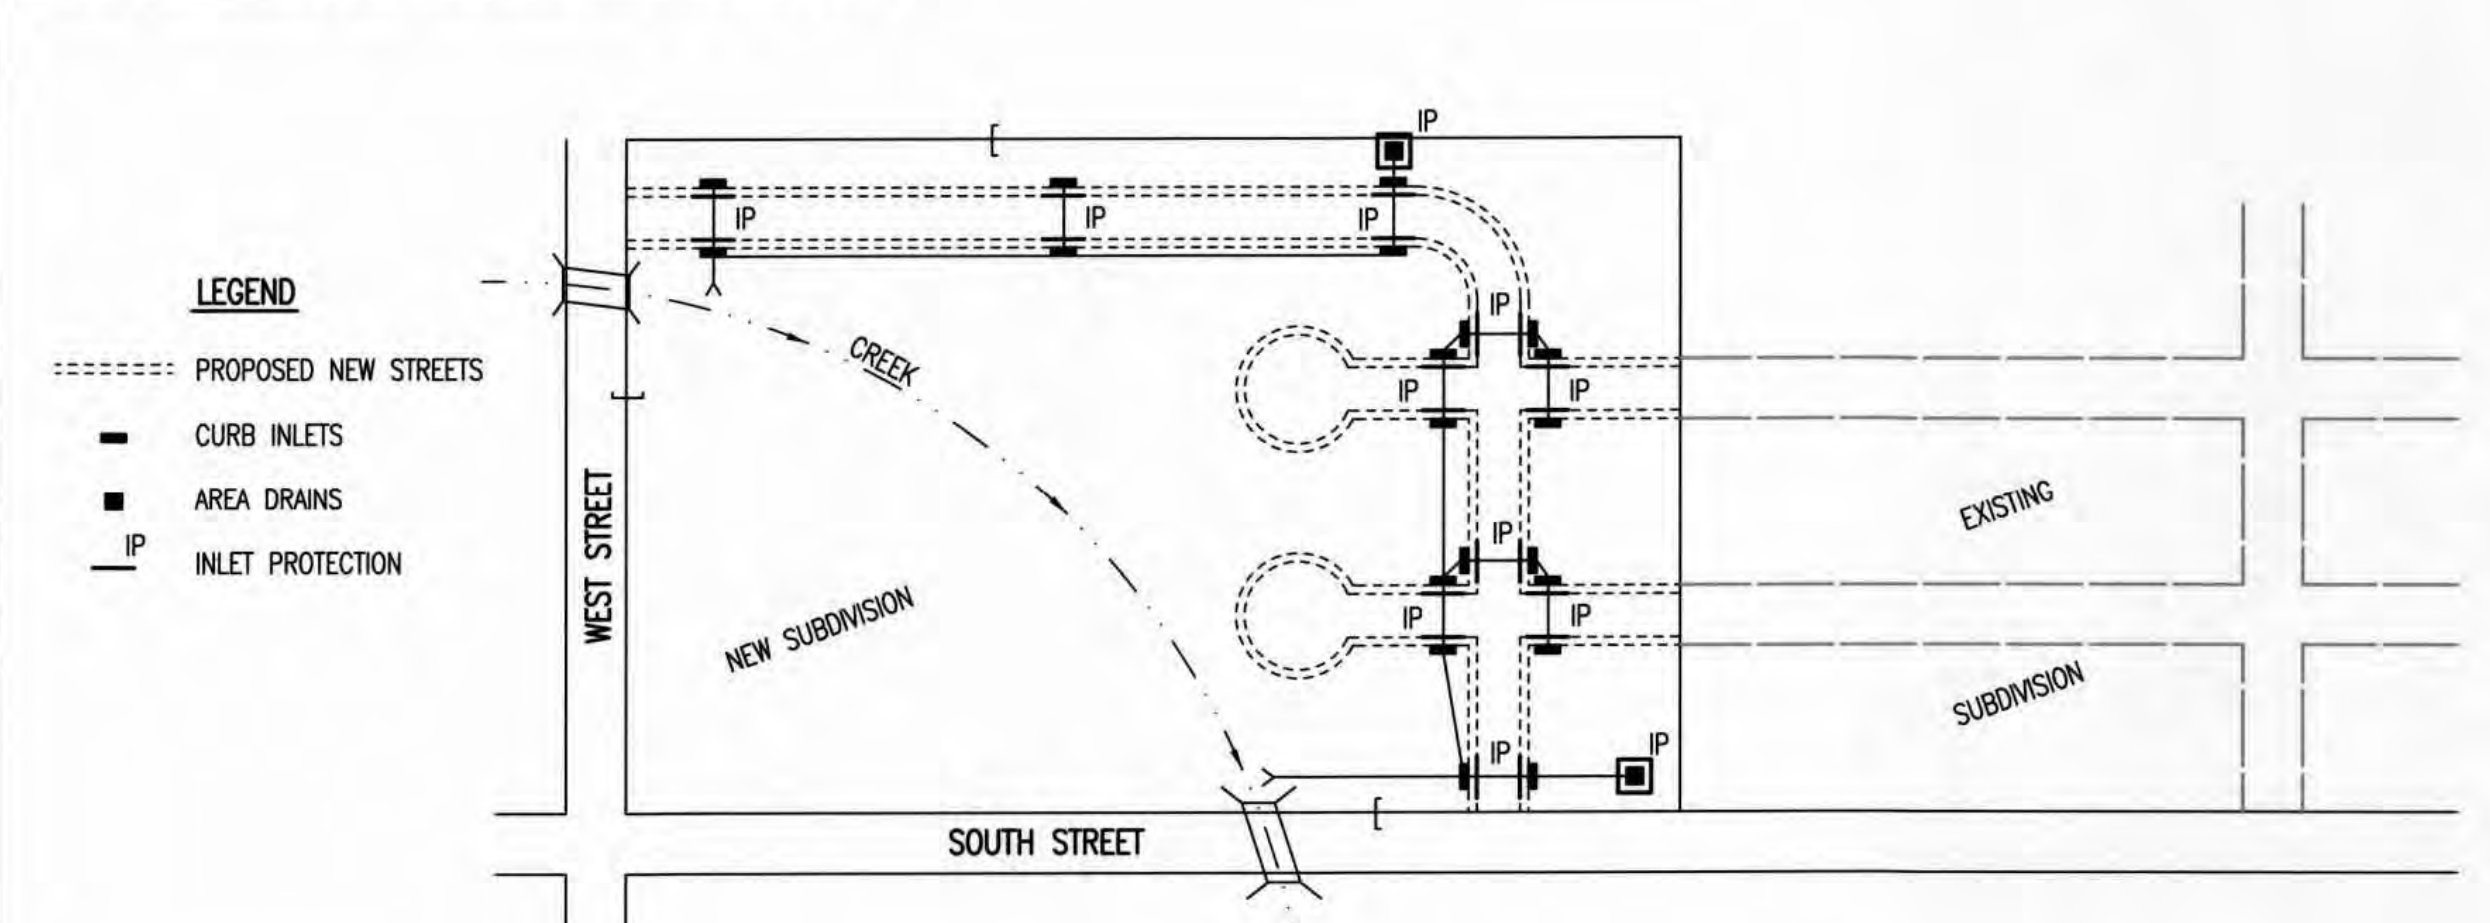 LEGEND
PROPOSED NEW STREETS
CURB INLETS
AREA DRAINS
IP INLET PROTECTION
WEST STREET
SOUTH STREET
CREEK
NEW SUBDIVISION
EXISTING
SUBDIVISION
IP
IP
IP
IP
IP
IP
IP
IP
IP
IP
IP
IP